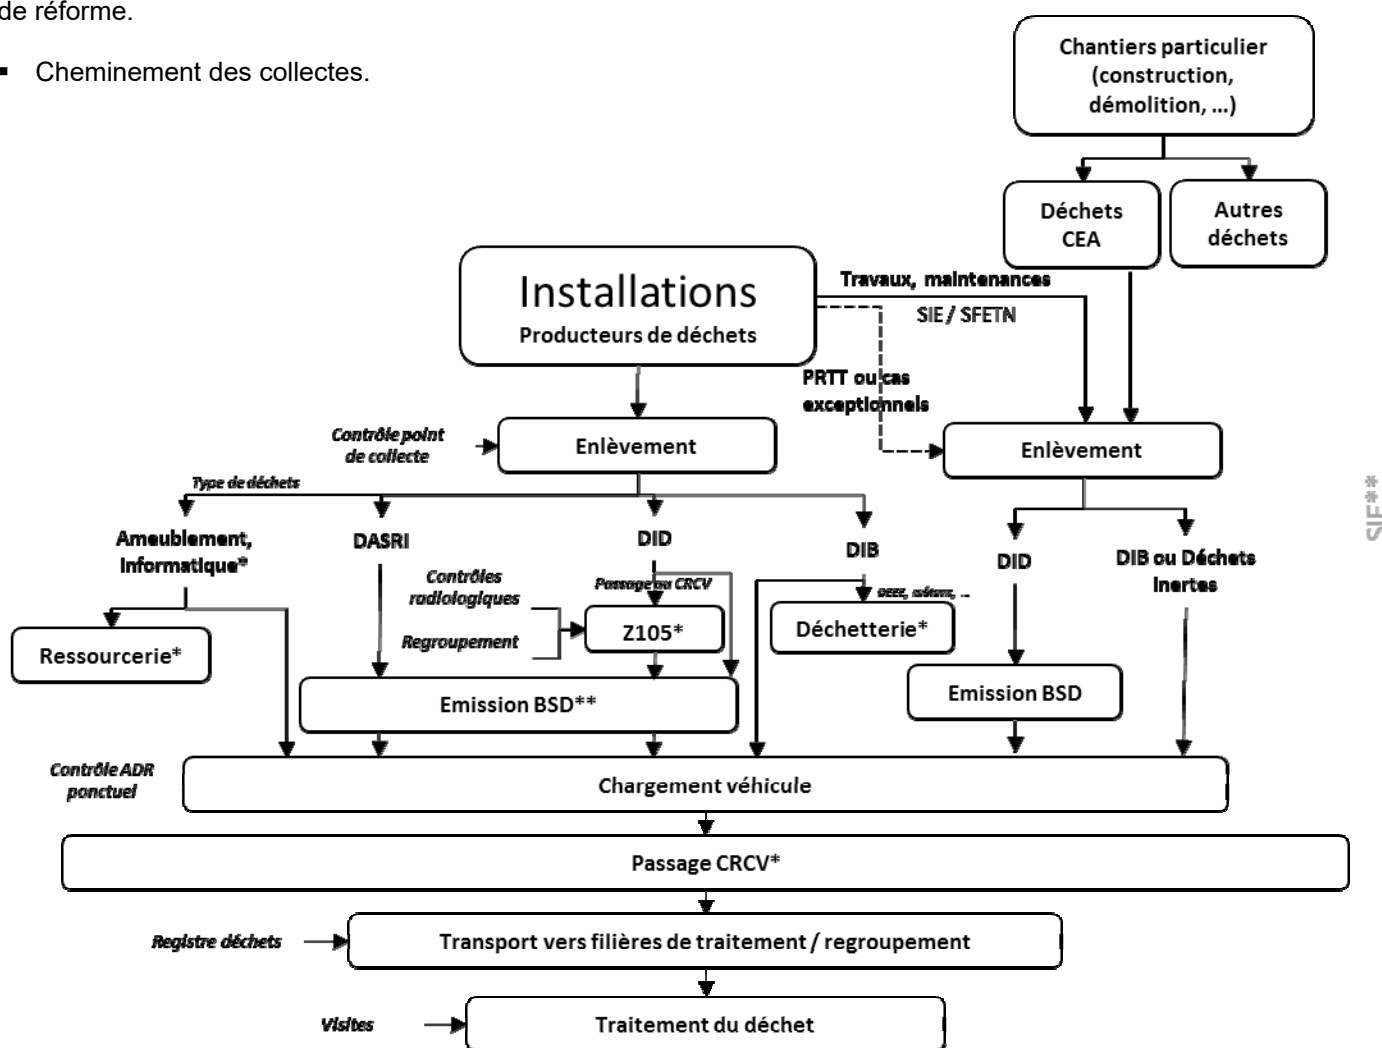 de réforme.
▪ Cheminement des collectes.
Chantiers particulier
(construction,
démolition, ...)
Déchets
CEA
Autres
déchets
Installations
Producteurs de déchets
Travaux, maintenances
SIE / SFETN
PRTT ou cas
exceptionnels
Contrôle point
de collecte
Enlèvement
Enlèvement
Type de déchets
Ameublement,
Informatique*
DASRI
DID
DIB
DID
DIB ou Déchets
Inertes
Contrôles
radiologiques
Regroupement
Passage au CRCV
DEEE, métaux, ...
Ressourcerie*
Z105*
Déchetterie*
Emission BSD**
Emission BSD
Contrôle ADR
ponctuel
Chargement véhicule
Passage CRCV*
Registre déchets
Transport vers filières de traitement / regroupement
Visites
Traitement du déchet